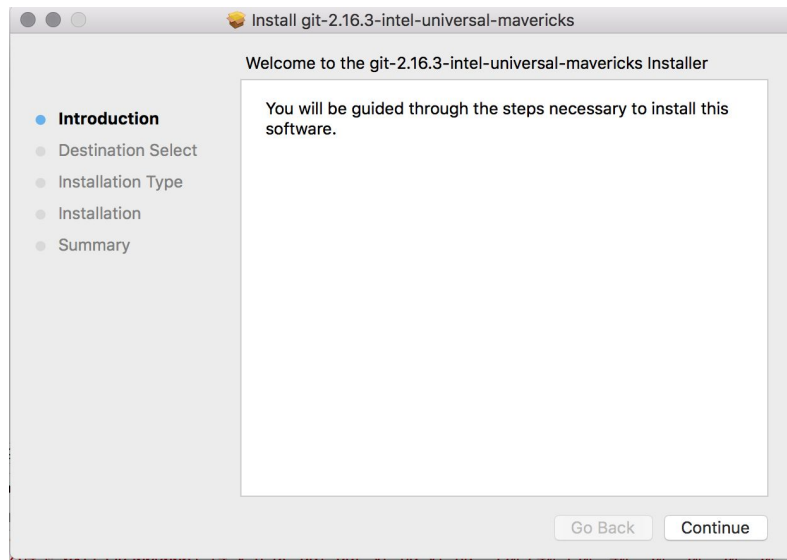 Install git-2.16.3-intel-universal-mavericks
Welcome to the git-2.16.3-intel-universal-mavericks Installer
Introduction
Destination Select
Installation Type
Installation
Summary
You will be guided through the steps necessary to install this
software.
Go Back
Continue